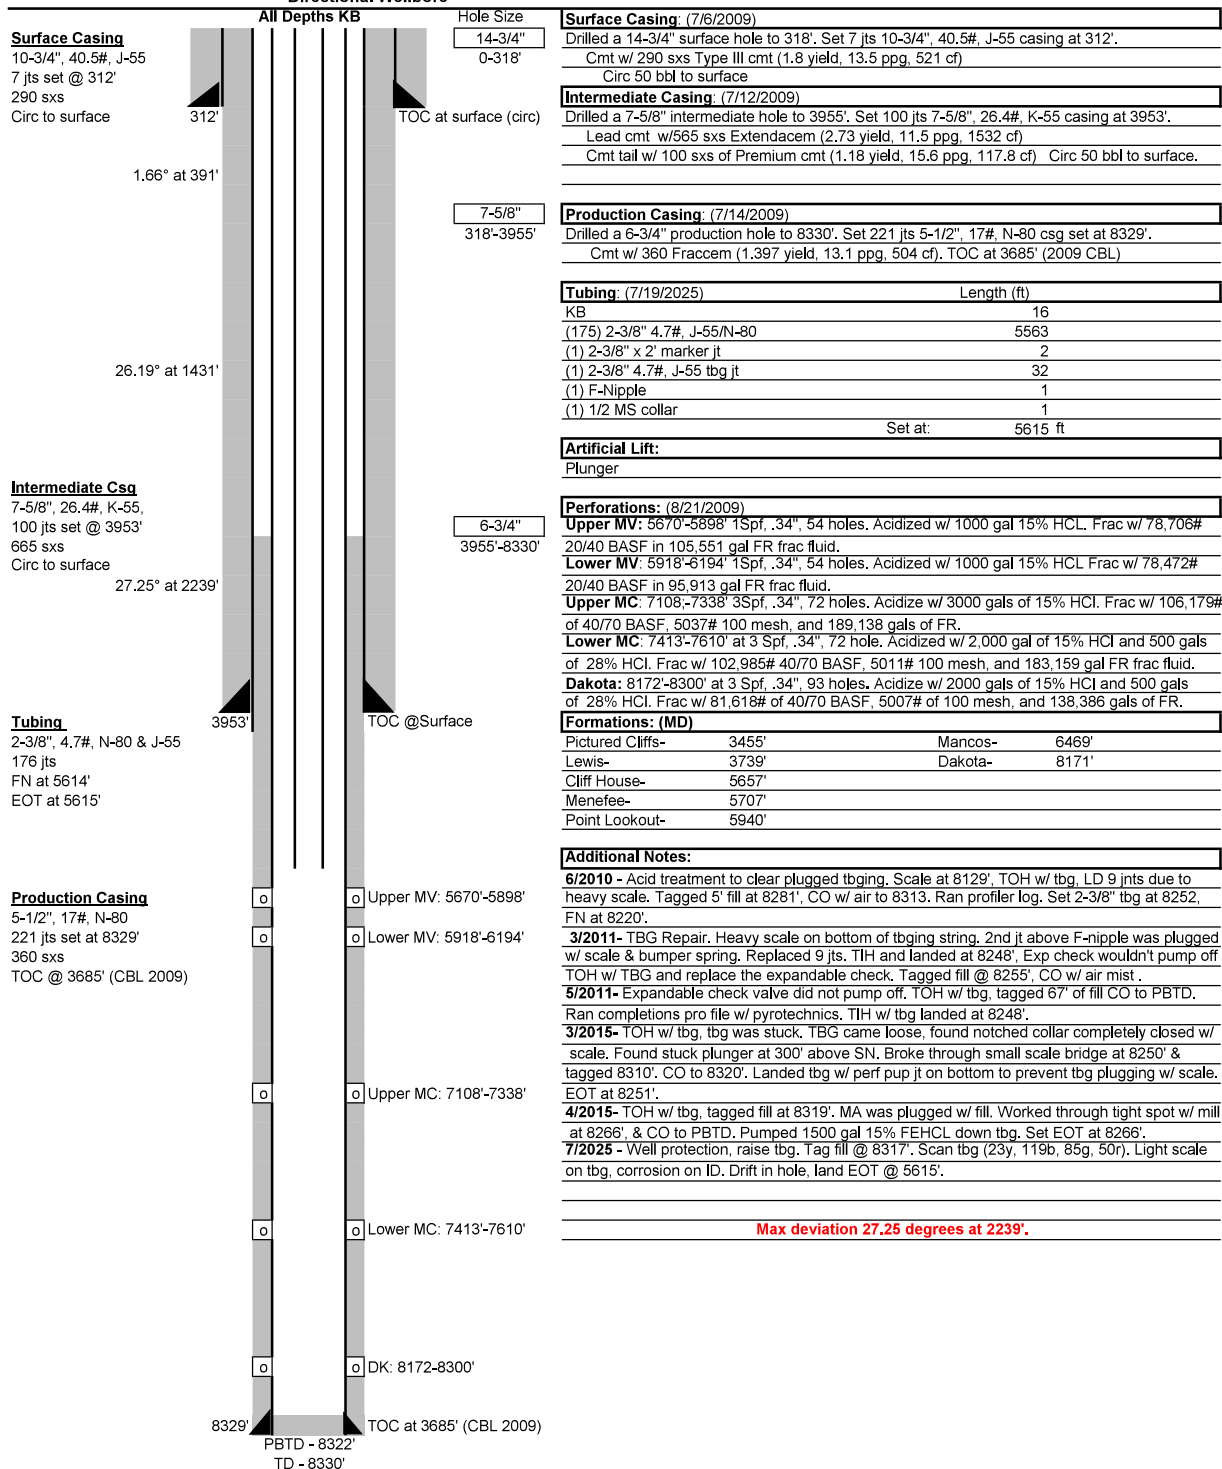 All Depths KB
Hole Size
Surface Casing
10-3/4", 40.5#, J-55
7 jts set @ 312'
290 sxs
Circ to surface
312'
TOC at surface (circ)
14-3/4"
0-318'
1.66° at 391'
7-5/8"
318'-3955'
26.19° at 1431'
Intermediate Csg
7-5/8", 26.4#, K-55,
100 jts set @ 3953'
665 sxs
Circ to surface
6-3/4"
3955'-8330'
27.25° at 2239'
3953'
TOC @Surface
Tubing
2-3/8", 4.7#, N-80 & J-55
176 jts
FN at 5614'
EOT at 5615'
Production Casing
5-1/2", 17#, N-80
221 jts set at 8329'
360 sxs
TOC @ 3685' (CBL 2009)
o o Upper MV: 5670'-5898'
o o Lower MV: 5918'-6194'
o o Upper MC: 7108'-7338'
o o Lower MC: 7413'-7610'
o o DK: 8172-8300'
8329'
TOC at 3685' (CBL 2009)
PBTD - 8322'
TD - 8330'
Surface Casing: (7/6/2009)
Drilled a 14-3/4" surface hole to 318'. Set 7 jts 10-3/4", 40.5#, J-55 casing at 312'.
Cmt w/ 290 sxs Type III cmt (1.8 yield, 13.5 ppg, 521 cf)
Circ 50 bbl to surface
Intermediate Casing: (7/12/2009)
Drilled a 7-5/8" intermediate hole to 3955'. Set 100 jts 7-5/8", 26.4#, K-55 casing at 3953'.
Lead cmt w/565 sxs Extendacem (2.73 yield, 11.5 ppg, 1532 cf)
Cmt tail w/ 100 sxs of Premium cmt (1.18 yield, 15.6 ppg, 117.8 cf) Circ 50 bbl to surface.
Production Casing: (7/14/2009)
Drilled a 6-3/4" production hole to 8330'. Set 221 jts 5-1/2", 17#, N-80 csg set at 8329'.
Cmt w/ 360 Fraccem (1.397 yield, 13.1 ppg, 504 cf). TOC at 3685' (2009 CBL)
Tubing: (7/19/2025) Length (ft)
KB 16
(175) 2-3/8" 4.7#, J-55/N-80 5563
(1) 2-3/8" x 2' marker jt 2
(1) 2-3/8" 4.7#, J-55 tbg jt 32
(1) F-Nipple 1
(1) 1/2 MS collar 1
Set at: 5615 ft
Artificial Lift:
Plunger
Perforations: (8/21/2009)
Upper MV: 5670'-5898' 1Spf, .34", 54 holes. Acidized w/ 1000 gal 15% HCL. Frac w/ 78,706#
20/40 BASF in 105,551 gal FR frac fluid.
Lower MV: 5918'-6194' 1Spf, .34", 54 holes. Acidized w/ 1000 gal 15% HCL Frac w/ 78,472#
20/40 BASF in 95,913 gal FR frac fluid.
Upper MC: 7108;-7338' 3Spf, .34", 72 holes. Acidize w/ 3000 gals of 15% HCl. Frac w/ 106,179#
of 40/70 BASF, 5037# 100 mesh, and 189,138 gals of FR.
Lower MC: 7413'-7610' at 3 Spf, .34", 72 hole. Acidized w/ 2,000 gal of 15% HCl and 500 gals
of 28% HCl. Frac w/ 102,985# 40/70 BASF, 5011# 100 mesh, and 183,159 gal FR frac fluid.
Dakota: 8172'-8300' at 3 Spf, .34", 93 holes. Acidize w/ 2000 gals of 15% HCl and 500 gals
of 28% HCl. Frac w/ 81,618# of 40/70 BASF, 5007# of 100 mesh, and 138,386 gals of FR.
Formations: (MD)
Pictured Cliffs- 3455' Mancos- 6469'
Lewis- 3739' Dakota- 8171'
Cliff House- 5657'
Menefee- 5707'
Point Lookout- 5940'
Additional Notes:
6/2010 - Acid treatment to clear plugged tbging. Scale at 8129', TOH w/ tbg, LD 9 jnts due to
heavy scale. Tagged 5' fill at 8281', CO w/ air to 8313. Ran profiler log. Set 2-3/8" tbg at 8252,
FN at 8220'.
3/2011- TBG Repair. Heavy scale on bottom of tbging string. 2nd jt above F-nipple was plugged
w/ scale & bumper spring. Replaced 9 jts. TIH and landed at 8248', Exp check wouldn't pump off
TOH w/ TBG and replace the expandable check. Tagged fill @ 8255', CO w/ air mist .
5/2011- Expandable check valve did not pump off. TOH w/ tbg, tagged 67' of fill CO to PBTD.
Ran completions pro file w/ pyrotechnics. TIH w/ tbg landed at 8248'.
3/2015- TOH w/ tbg, tbg was stuck. TBG came loose, found notched collar completely closed w/
scale. Found stuck plunger at 300' above SN. Broke through small scale bridge at 8250' &
tagged 8310'. CO to 8320'. Landed tbg w/ perf pup jt on bottom to prevent tbg plugging w/ scale.
EOT at 8251'.
4/2015- TOH w/ tbg, tagged fill at 8319'. MA was plugged w/ fill. Worked through tight spot w/ mill
at 8266', & CO to PBTD. Pumped 1500 gal 15% FEHCL down tbg. Set EOT at 8266'.
7/2025 - Well protection, raise tbg. Tag fill @ 8317'. Scan tbg (23y, 119b, 85g, 50r). Light scale
on tbg, corrosion on ID. Drift in hole, land EOT @ 5615'.
Max deviation 27.25 degrees at 2239'.